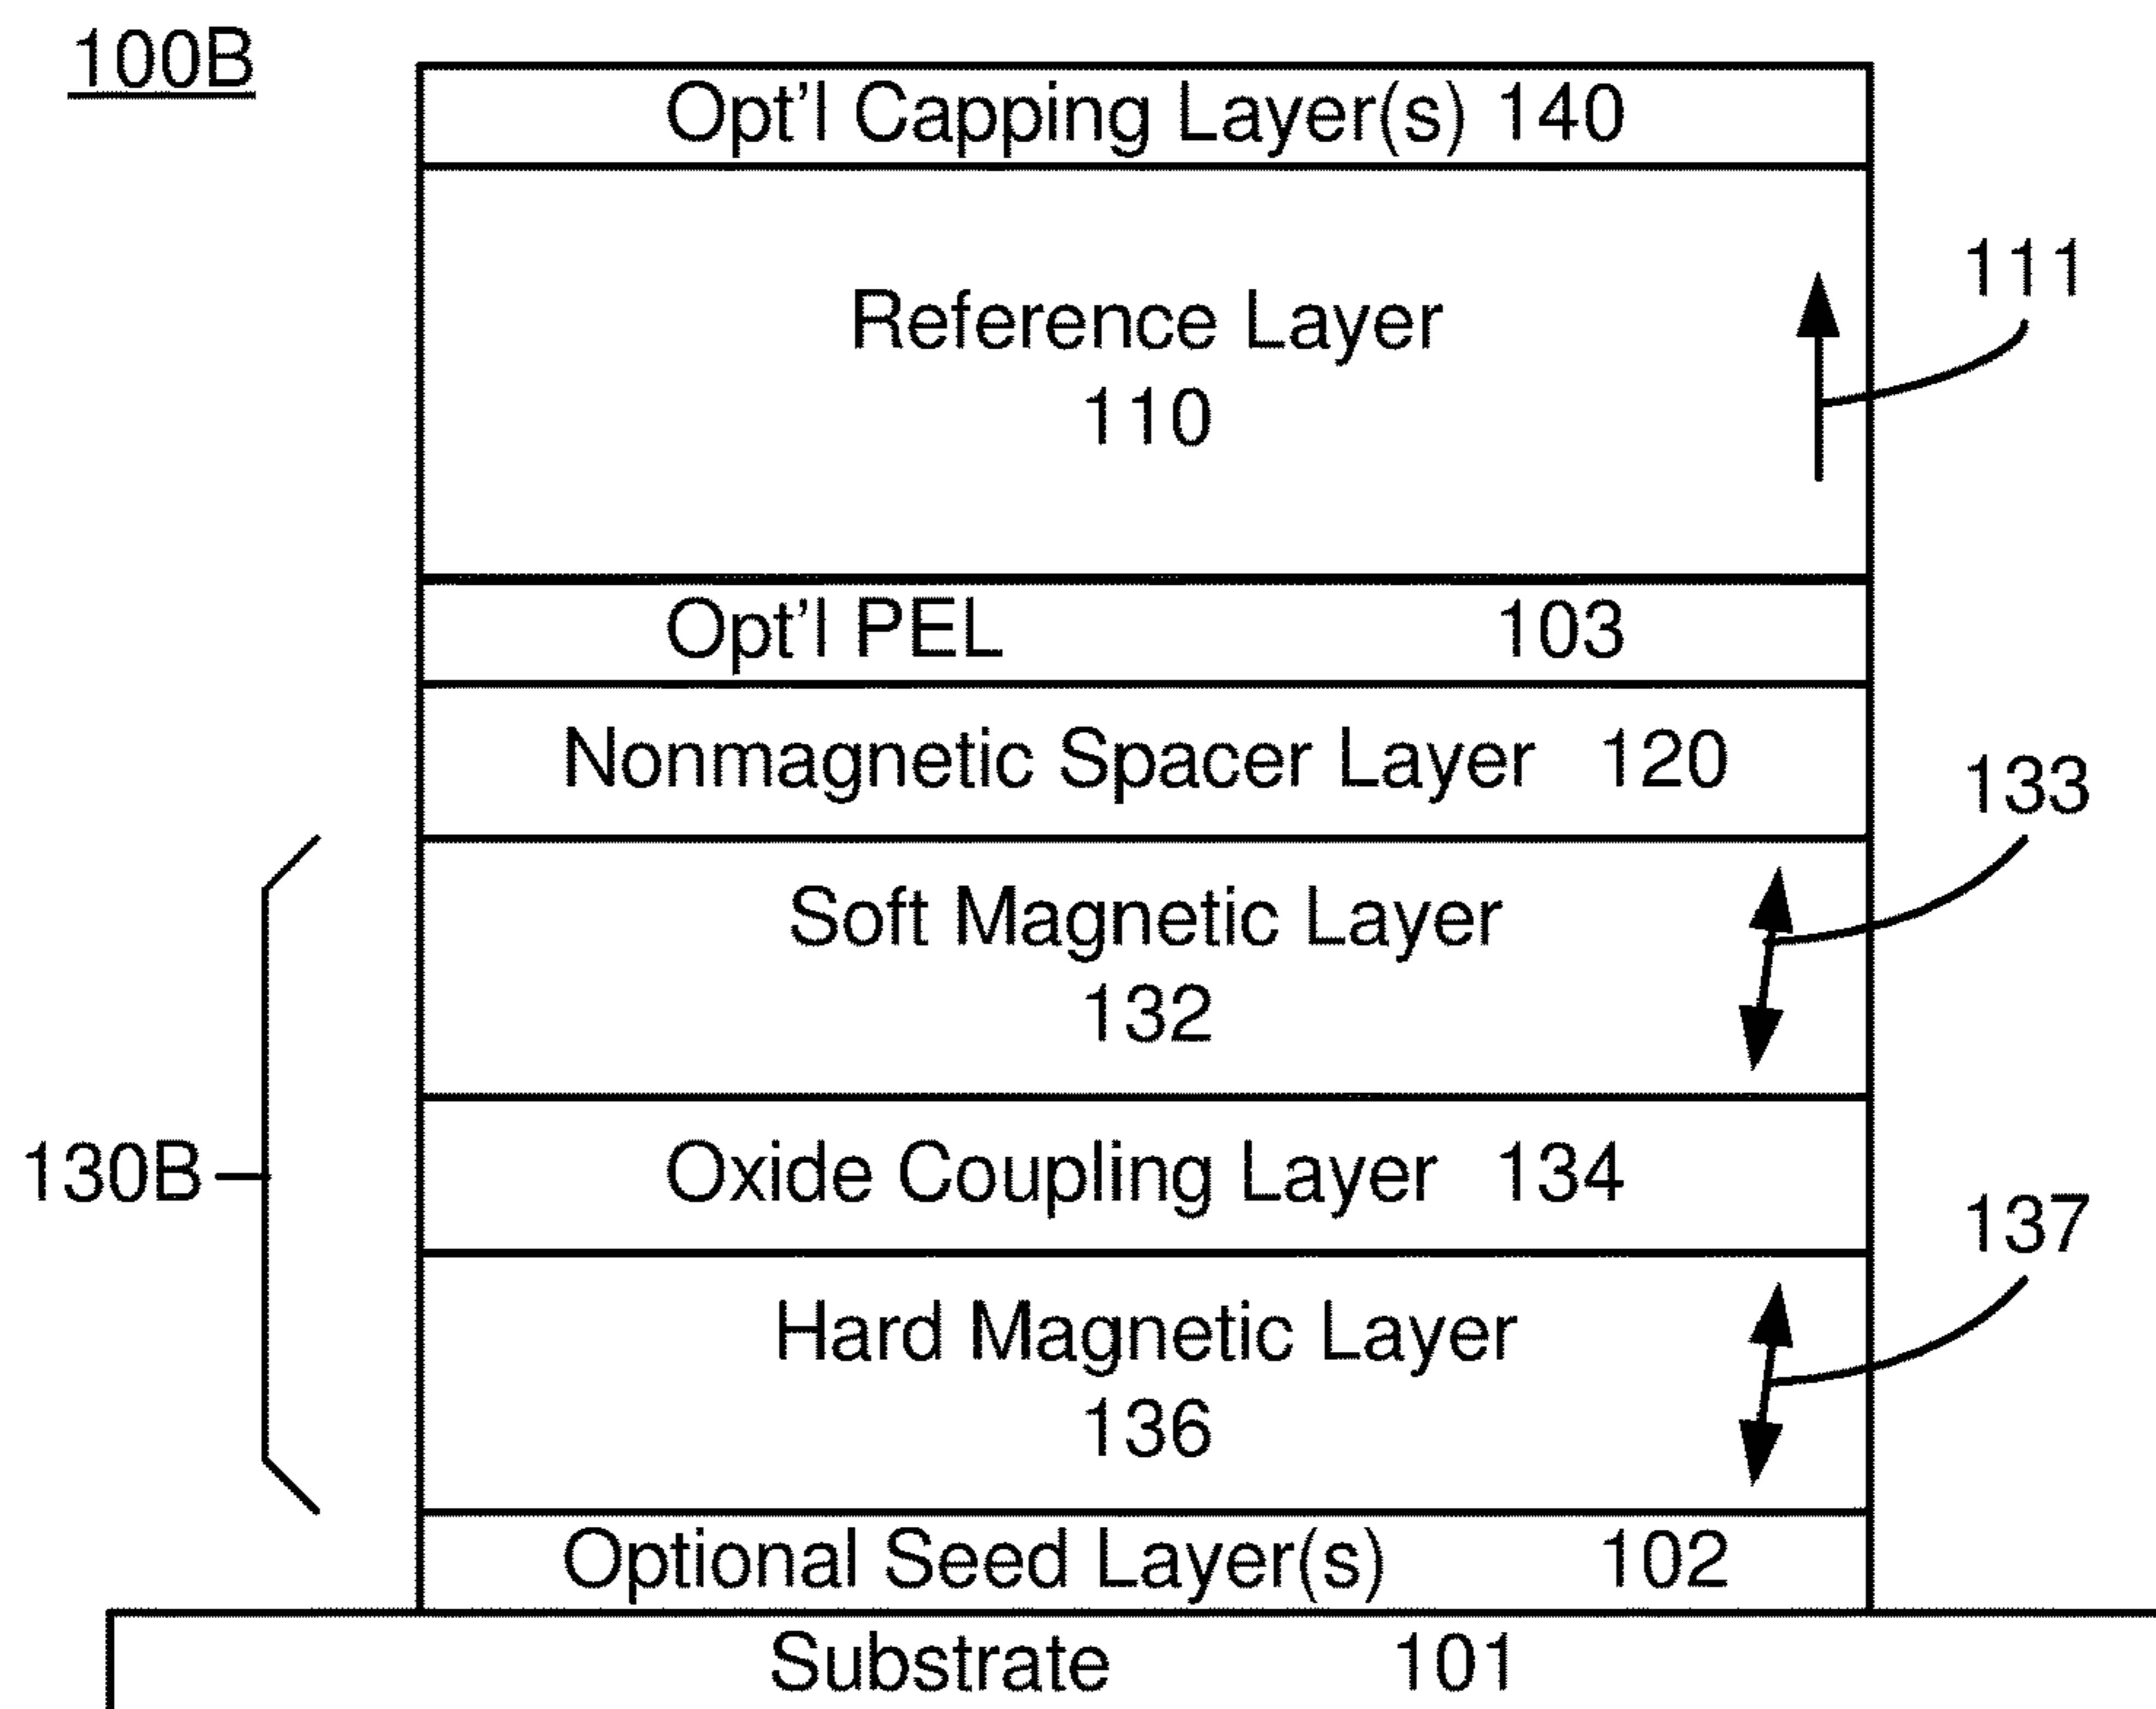 100B
Opt'l Capping Layer(s) 140
Reference Layer
110
111
Opt'l PEL 103
Nonmagnetic Spacer Layer 120
133
Soft Magnetic Layer
132
130B
Oxide Coupling Layer 134
137
Hard Magnetic Layer
136
Optional Seed Layer(s) 102
Substrate 101